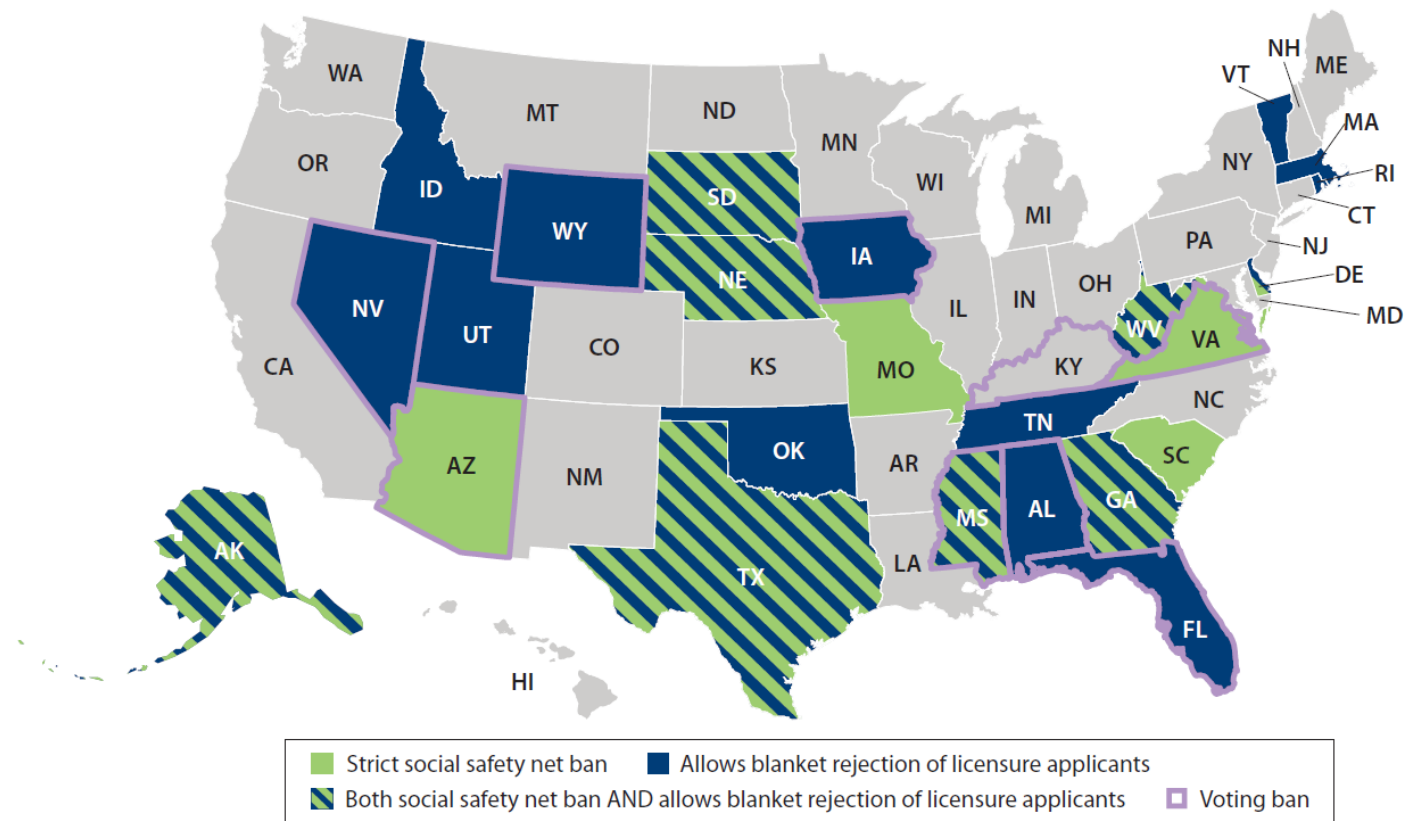 NH
ME
VT
WA
MT
ND
MN
MA
OR
ID
SD
WI
NY
RI
WY
MI
CT
IA
PA
NJ
NE
OH
DE
NV
IL
IN
MD
UT
WV
VA
CA
CO
KS
MO
KY
NC
TN
AZ
OK
SC
NM
AR
GA
MS
AL
AK
LA
TX
FL
HI
Strict social safety net ban Allows blanket rejection of licensure applicants
Both social safety net ban AND allows blanket rejection of licensure applicants Voting ban